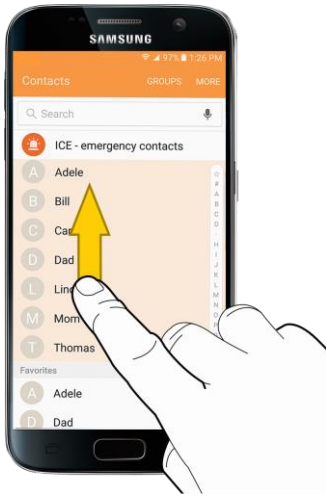 SAMSUNG
97% 1:26 PM
Contacts GROUPS MORE
Search
ICE - emergency contacts
A Adele
B Bill
C
D Dad
L
M Mom
T Thomas
Favorites
A Adele
D Dad
#
A
B
C
D
H
I
J
K
L
M
N
O